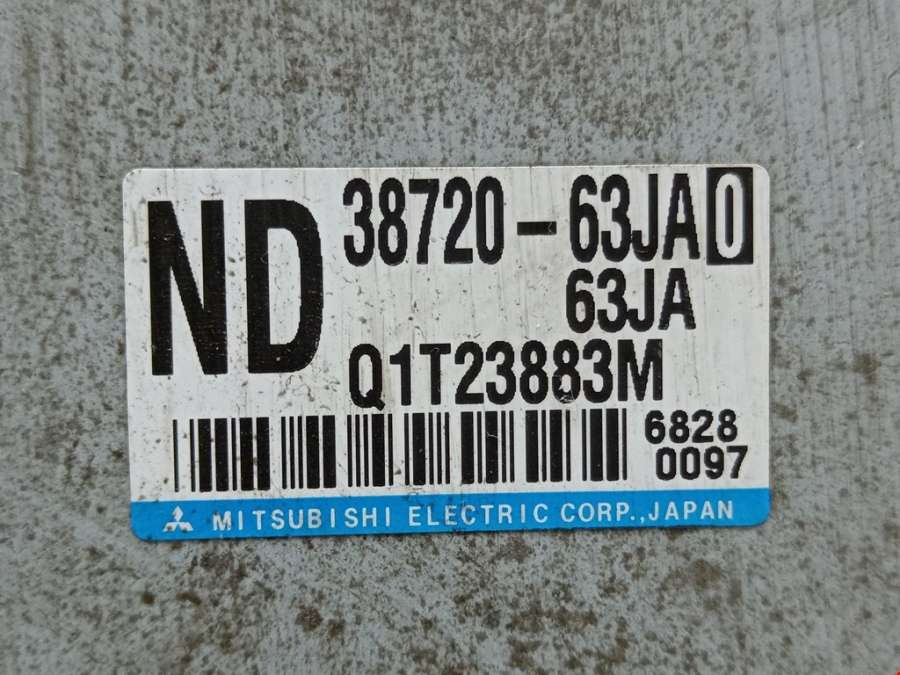 ND
38720-63JA0
63JA
Q1T23883M
6828
0097
MITSUBISHI ELECTRIC CORP.,JAPAN